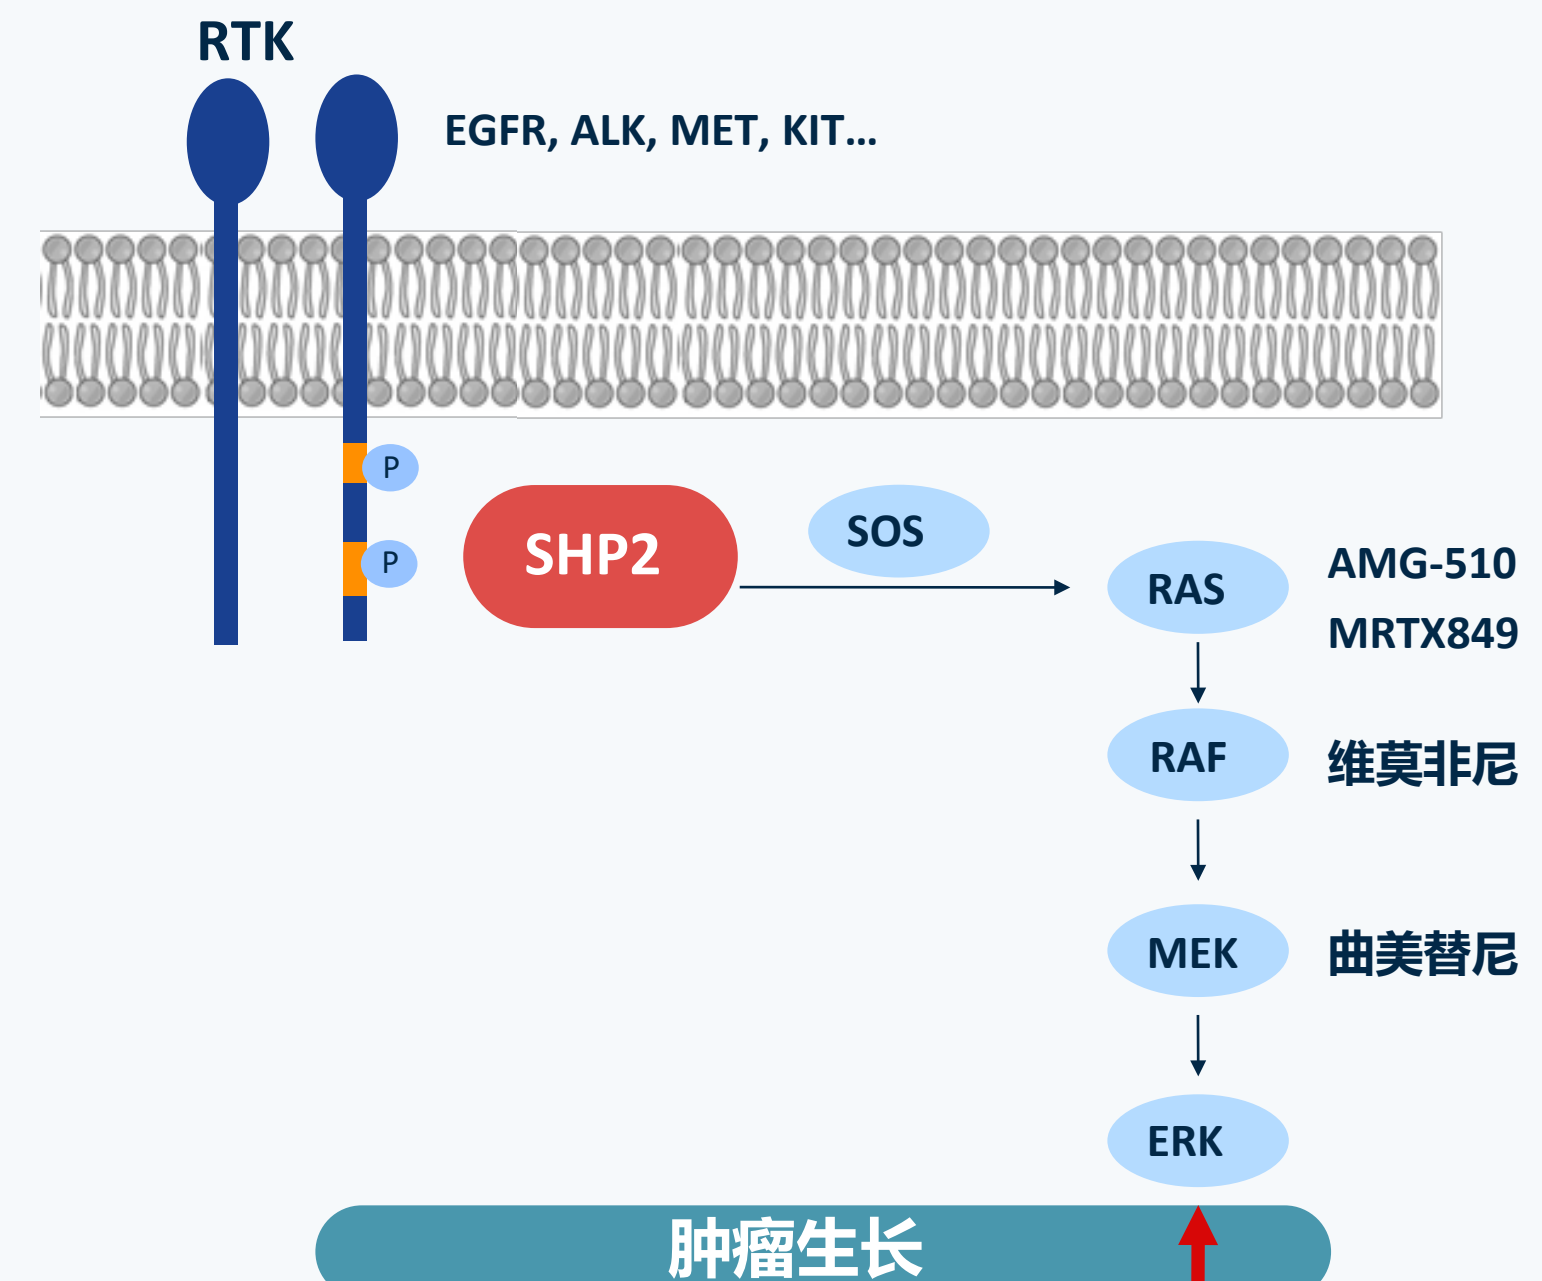 RTK
EGFR, ALK, MET, KIT...
P
P
SHP2
SOS
RAS
AMG-510
MRTX849
RAF
维莫非尼
MEK
曲美替尼
ERK
肿瘤生长